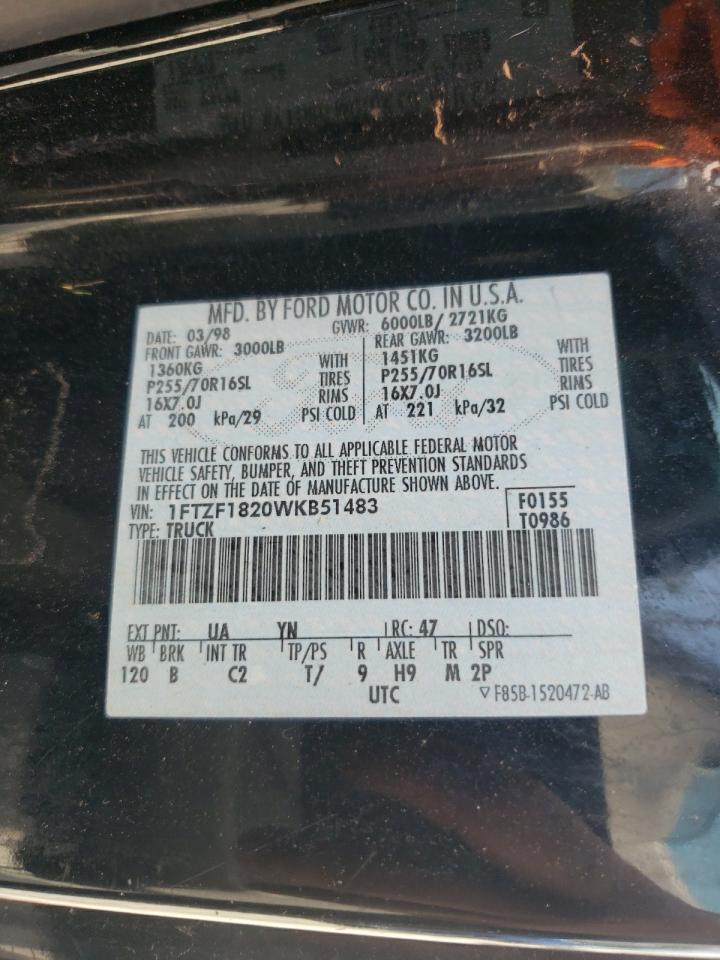 MFD. BY FORD MOTOR CO. IN U.S.A.
DATE: 03/98 GVWR: 6000LB/ 2721KG
FRONT GAWR: 3000LB REAR GAWR: 3200LB
1360KG WITH 1451KG WITH
P255/70R16SL TIRES P255/70R16SL TIRES
16X7.0J RIMS 16X7.0J RIMS
AT 200 kPa/29 PSI COLD AT 221 kPa/32 PSI COLD
THIS VEHICLE CONFORMS TO ALL APPLICABLE FEDERAL MOTOR
VEHICLE SAFETY, BUMPER, AND THEFT PREVENTION STANDARDS
IN EFFECT ON THE DATE OF MANUFACTURE SHOWN ABOVE.
VIN: 1FTZF1820WKB51483 F0155
TYPE: TRUCK T0986
EXT PNT: UA YN RC: 47 DSO:
WB BRK INT TR TP/PS R AXLE TR SPR
120 B C2 T/ 9 H9 M 2P
UTC ▽ F85B-1520472-AB